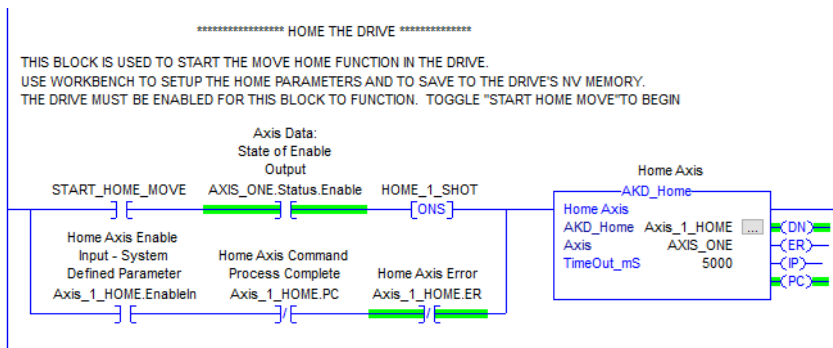 ***************** HOME THE DRIVE **************
THIS BLOCK IS USED TO START THE MOVE HOME FUNCTION IN THE DRIVE.
USE WORKBENCH TO SETUP THE HOME PARAMETERS AND TO SAVE TO THE DRIVE'S NV MEMORY.
THE DRIVE MUST BE ENABLED FOR THIS BLOCK TO FUNCTION. TOGGLE "START HOME MOVE"TO BEGIN
Axis Data:
State of Enable
Output
START_HOME_MOVE AXIS_ONE.Status.Enable HOME_1_SHOT
ONS
Home Axis Enable
Input - System
Defined Parameter
Axis_1_HOME.EnableIn
Home Axis Command
Process Complete
Axis_1_HOME.PC
Home Axis Error
Axis_1_HOME.ER
Home Axis
AKD_Home
Home Axis
AKD_Home Axis_1_HOME ...
Axis AXIS_ONE
TimeOut_mS 5000
(DN)
(ER)
(IP)
(PC)